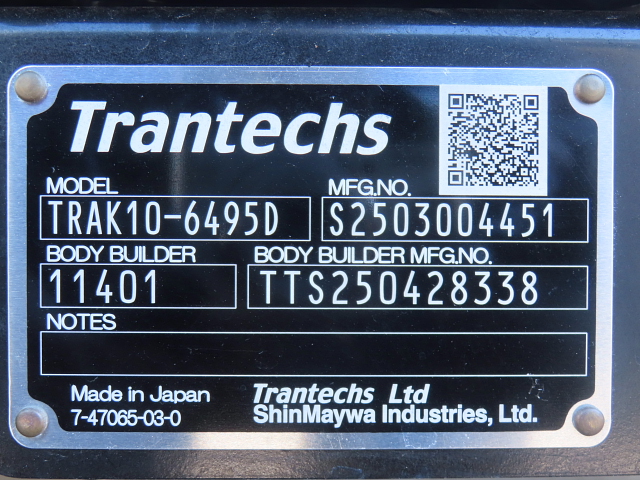 Trantechs
MODEL MFG.NO.
TRAK10-6495D S2503004451
BODY BUILDER BODY BUILDER MFG.NO.
11401 TTS250428338
NOTES
Made in Japan Trantechs Ltd
7-47065-03-0 ShinMaywa Industries, Ltd.